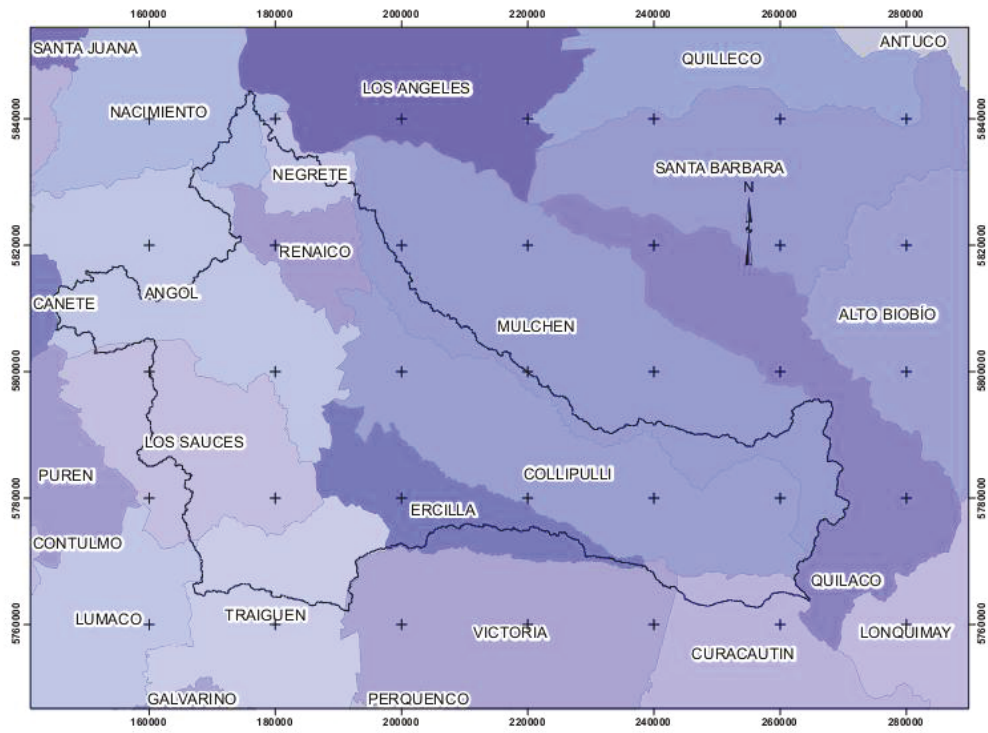 160000 180000 200000 220000 240000 260000 280000
SANTA JUANA
ANTUCO
QUILLECO
LOS ANGELES
NACIMIENTO
5840000 5840000
SANTA BARBARA
NEGRETE
N
5820000 5820000
RENAICO
ANGOL
CAÑETE
ALTO BIOBÍO
MULCHEN
5800000 5800000
LOS SAUCES
PUREN
COLLIPULLI
5780000 5780000
ERCILLA
CONTULMO
QUILACO
LUMACO
TRAIGUEN
5760000 5760000
VICTORIA
LONQUIMAY
CURACAUTIN
GALVARINO
PERQUENCO
160000 180000 200000 220000 240000 260000 280000